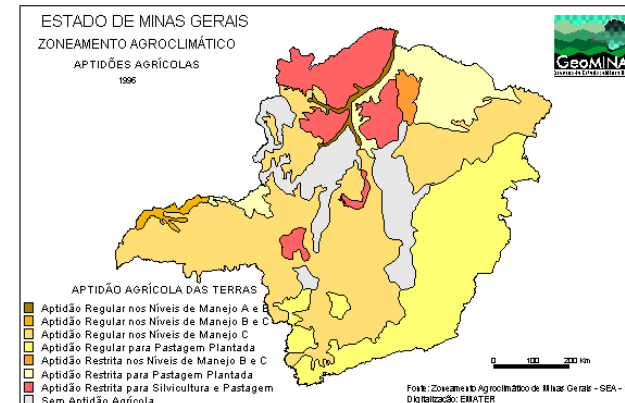 ESTADO DE MINAS GERAIS
ZONEAMENTO AGROCLIMÁTICO
APTIDÕES AGRÍCOLAS
1996
GeoMINA
APTIDÃO AGRÍCOLA DAS TERRAS
Aptidão Regular nos Níveis de Manejo A e B
Aptidão Regular nos Níveis de Manejo B e C
Aptidão Regular nos Níveis de Manejo C
Aptidão Regular para Pastagem Plantada
Aptidão Restrita nos Níveis de Manejo B e C
Aptidão Restrita para Pastagem Plantada
Aptidão Restrita para Silvicultura e Pastagem
Sem Aptidão Agrícola
0 100 200 Km
Fonte: Zoneamento Agroclimático de Minas Gerais - SEA -
Digitalização: EMATER